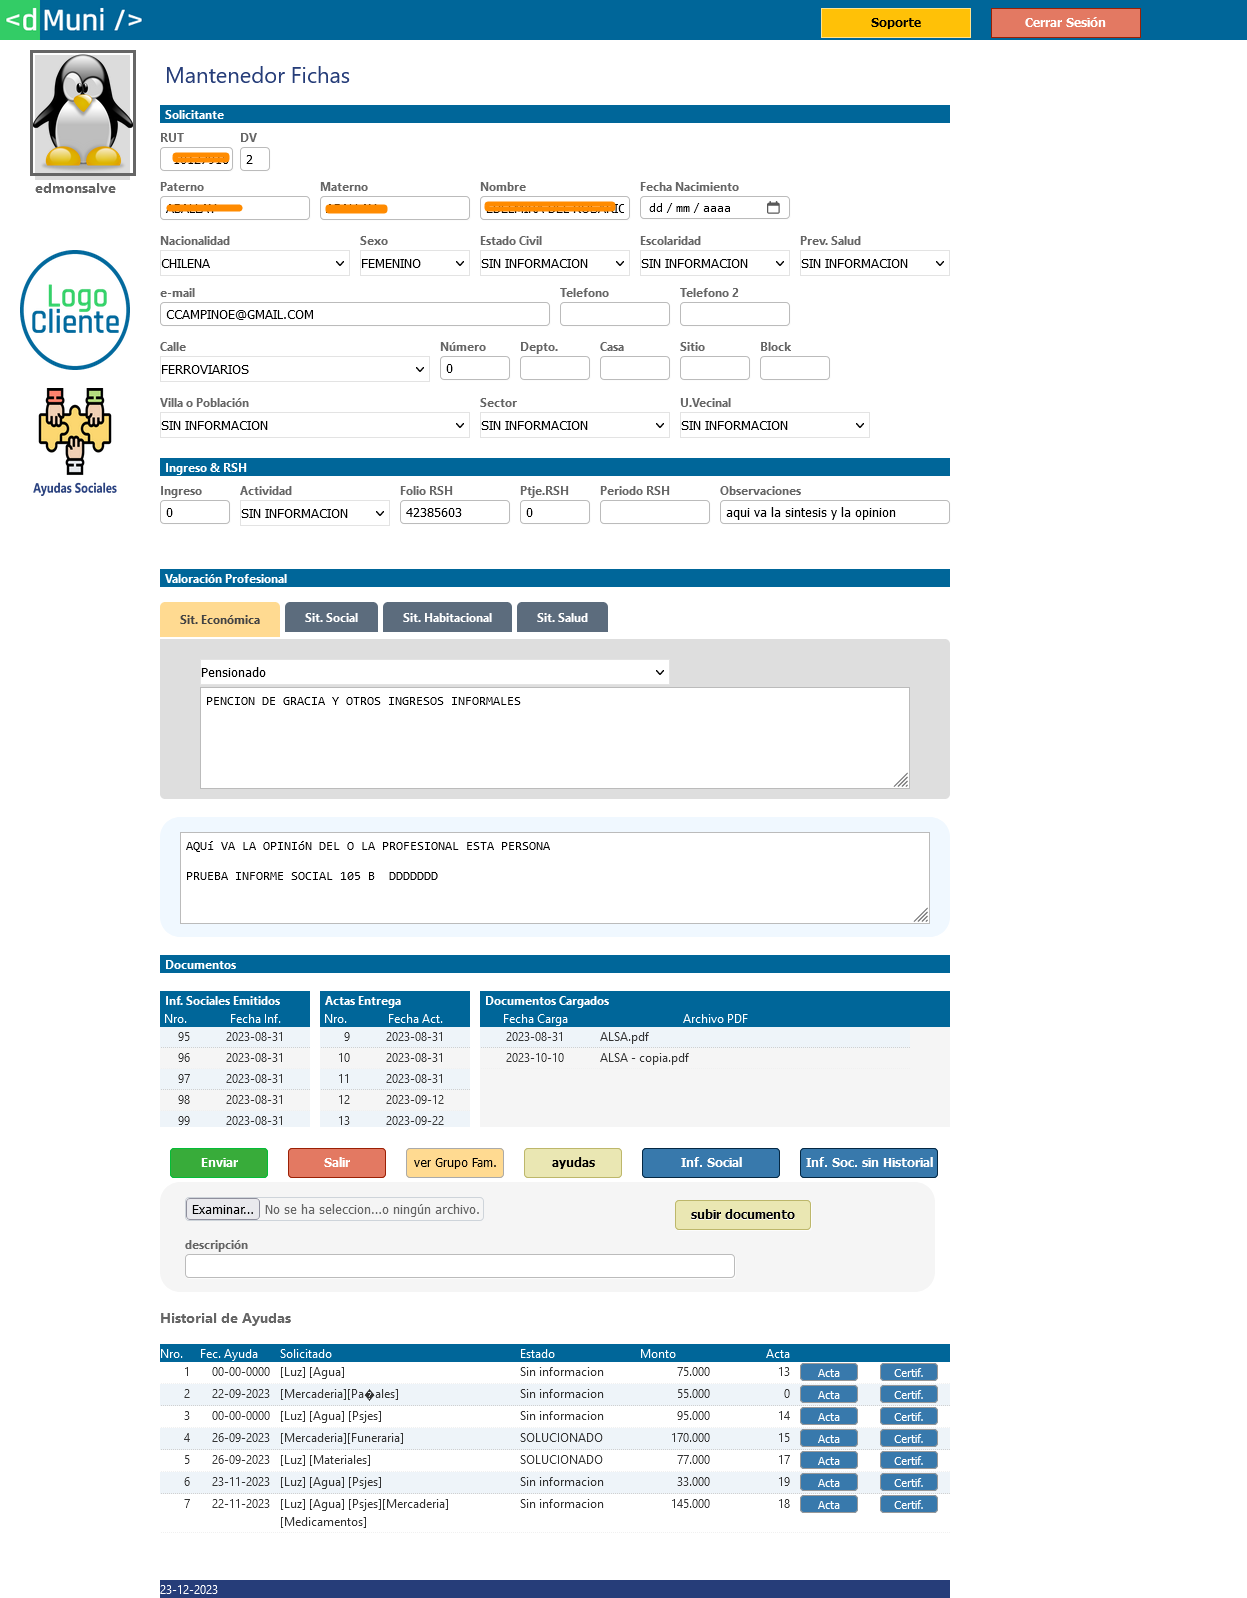 <d Muni />
Soporte
Cerrar Sesión
edmonsalve
Logo
Cliente
Ayudas Sociales
Mantenedor Fichas
Solicitante
RUT DV
2
Paterno Materno Nombre Fecha Nacimiento
dd / mm / aaaa
Nacionalidad Sexo Estado Civil Escolaridad Prev. Salud
CHILENA FEMENINO SIN INFORMACION SIN INFORMACION SIN INFORMACION
e-mail Telefono Telefono 2
CCAMPINOE@GMAIL.COM
Calle Número Depto. Casa Sitio Block
FERROVIARIOS 0
Villa o Población Sector U.Vecinal
SIN INFORMACION SIN INFORMACION SIN INFORMACION
Ingreso & RSH
Ingreso Actividad Folio RSH Ptje.RSH Periodo RSH Observaciones
0 SIN INFORMACION 42385603 0 aqui va la sintesis y la opinion
Valoración Profesional
Sit. Económica Sit. Social Sit. Habitacional Sit. Salud
Pensionado
PENCION DE GRACIA Y OTROS INGRESOS INFORMALES
AQUí VA LA OPINIóN DEL O LA PROFESIONAL ESTA PERSONA
PRUEBA INFORME SOCIAL 105 B  DDDDDDD
Documentos
Inf. Sociales Emitidos Actas Entrega Documentos Cargados
Nro. Fecha Inf. Nro. Fecha Act. Fecha Carga Archivo PDF
95 2023-08-31 9 2023-08-31 2023-08-31 ALSA.pdf
96 2023-08-31 10 2023-08-31 2023-10-10 ALSA - copia.pdf
97 2023-08-31 11 2023-08-31
98 2023-08-31 12 2023-09-12
99 2023-08-31 13 2023-09-22
Enviar Salir ver Grupo Fam. ayudas Inf. Social Inf. Soc. sin Historial
Examinar... No se ha seleccion...o ningún archivo. subir documento
descripción
Historial de Ayudas
Nro. Fec. Ayuda Solicitado Estado Monto Acta
1 00-00-0000 [Luz] [Agua] Sin informacion 75.000 13 Acta Certif.
2 22-09-2023 [Mercaderia][Pa�ales] Sin informacion 55.000 0 Acta Certif.
3 00-00-0000 [Luz] [Agua] [Psjes] Sin informacion 95.000 14 Acta Certif.
4 26-09-2023 [Mercaderia][Funeraria] SOLUCIONADO 170.000 15 Acta Certif.
5 26-09-2023 [Luz] [Materiales] SOLUCIONADO 77.000 17 Acta Certif.
6 23-11-2023 [Luz] [Agua] [Psjes] Sin informacion 33.000 19 Acta Certif.
7 22-11-2023 [Luz] [Agua] [Psjes][Mercaderia] Sin informacion 145.000 18 Acta Certif.
[Medicamentos]
23-12-2023